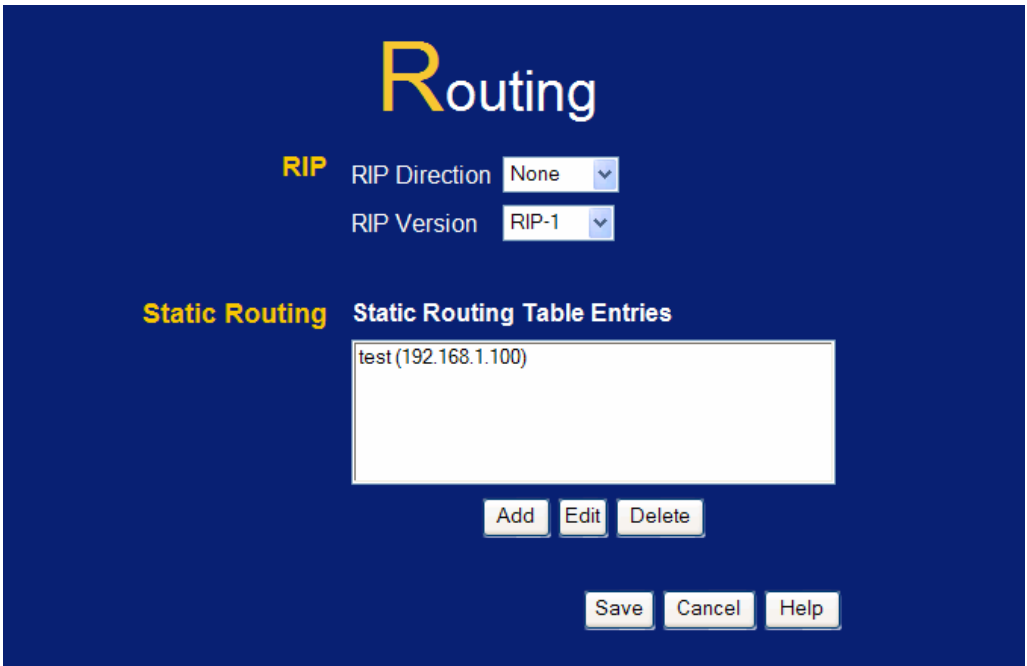 Routing
RIP RIP Direction None
RIP Version RIP-1
Static Routing Static Routing Table Entries
test (192.168.1.100)
Add Edit Delete
Save Cancel Help